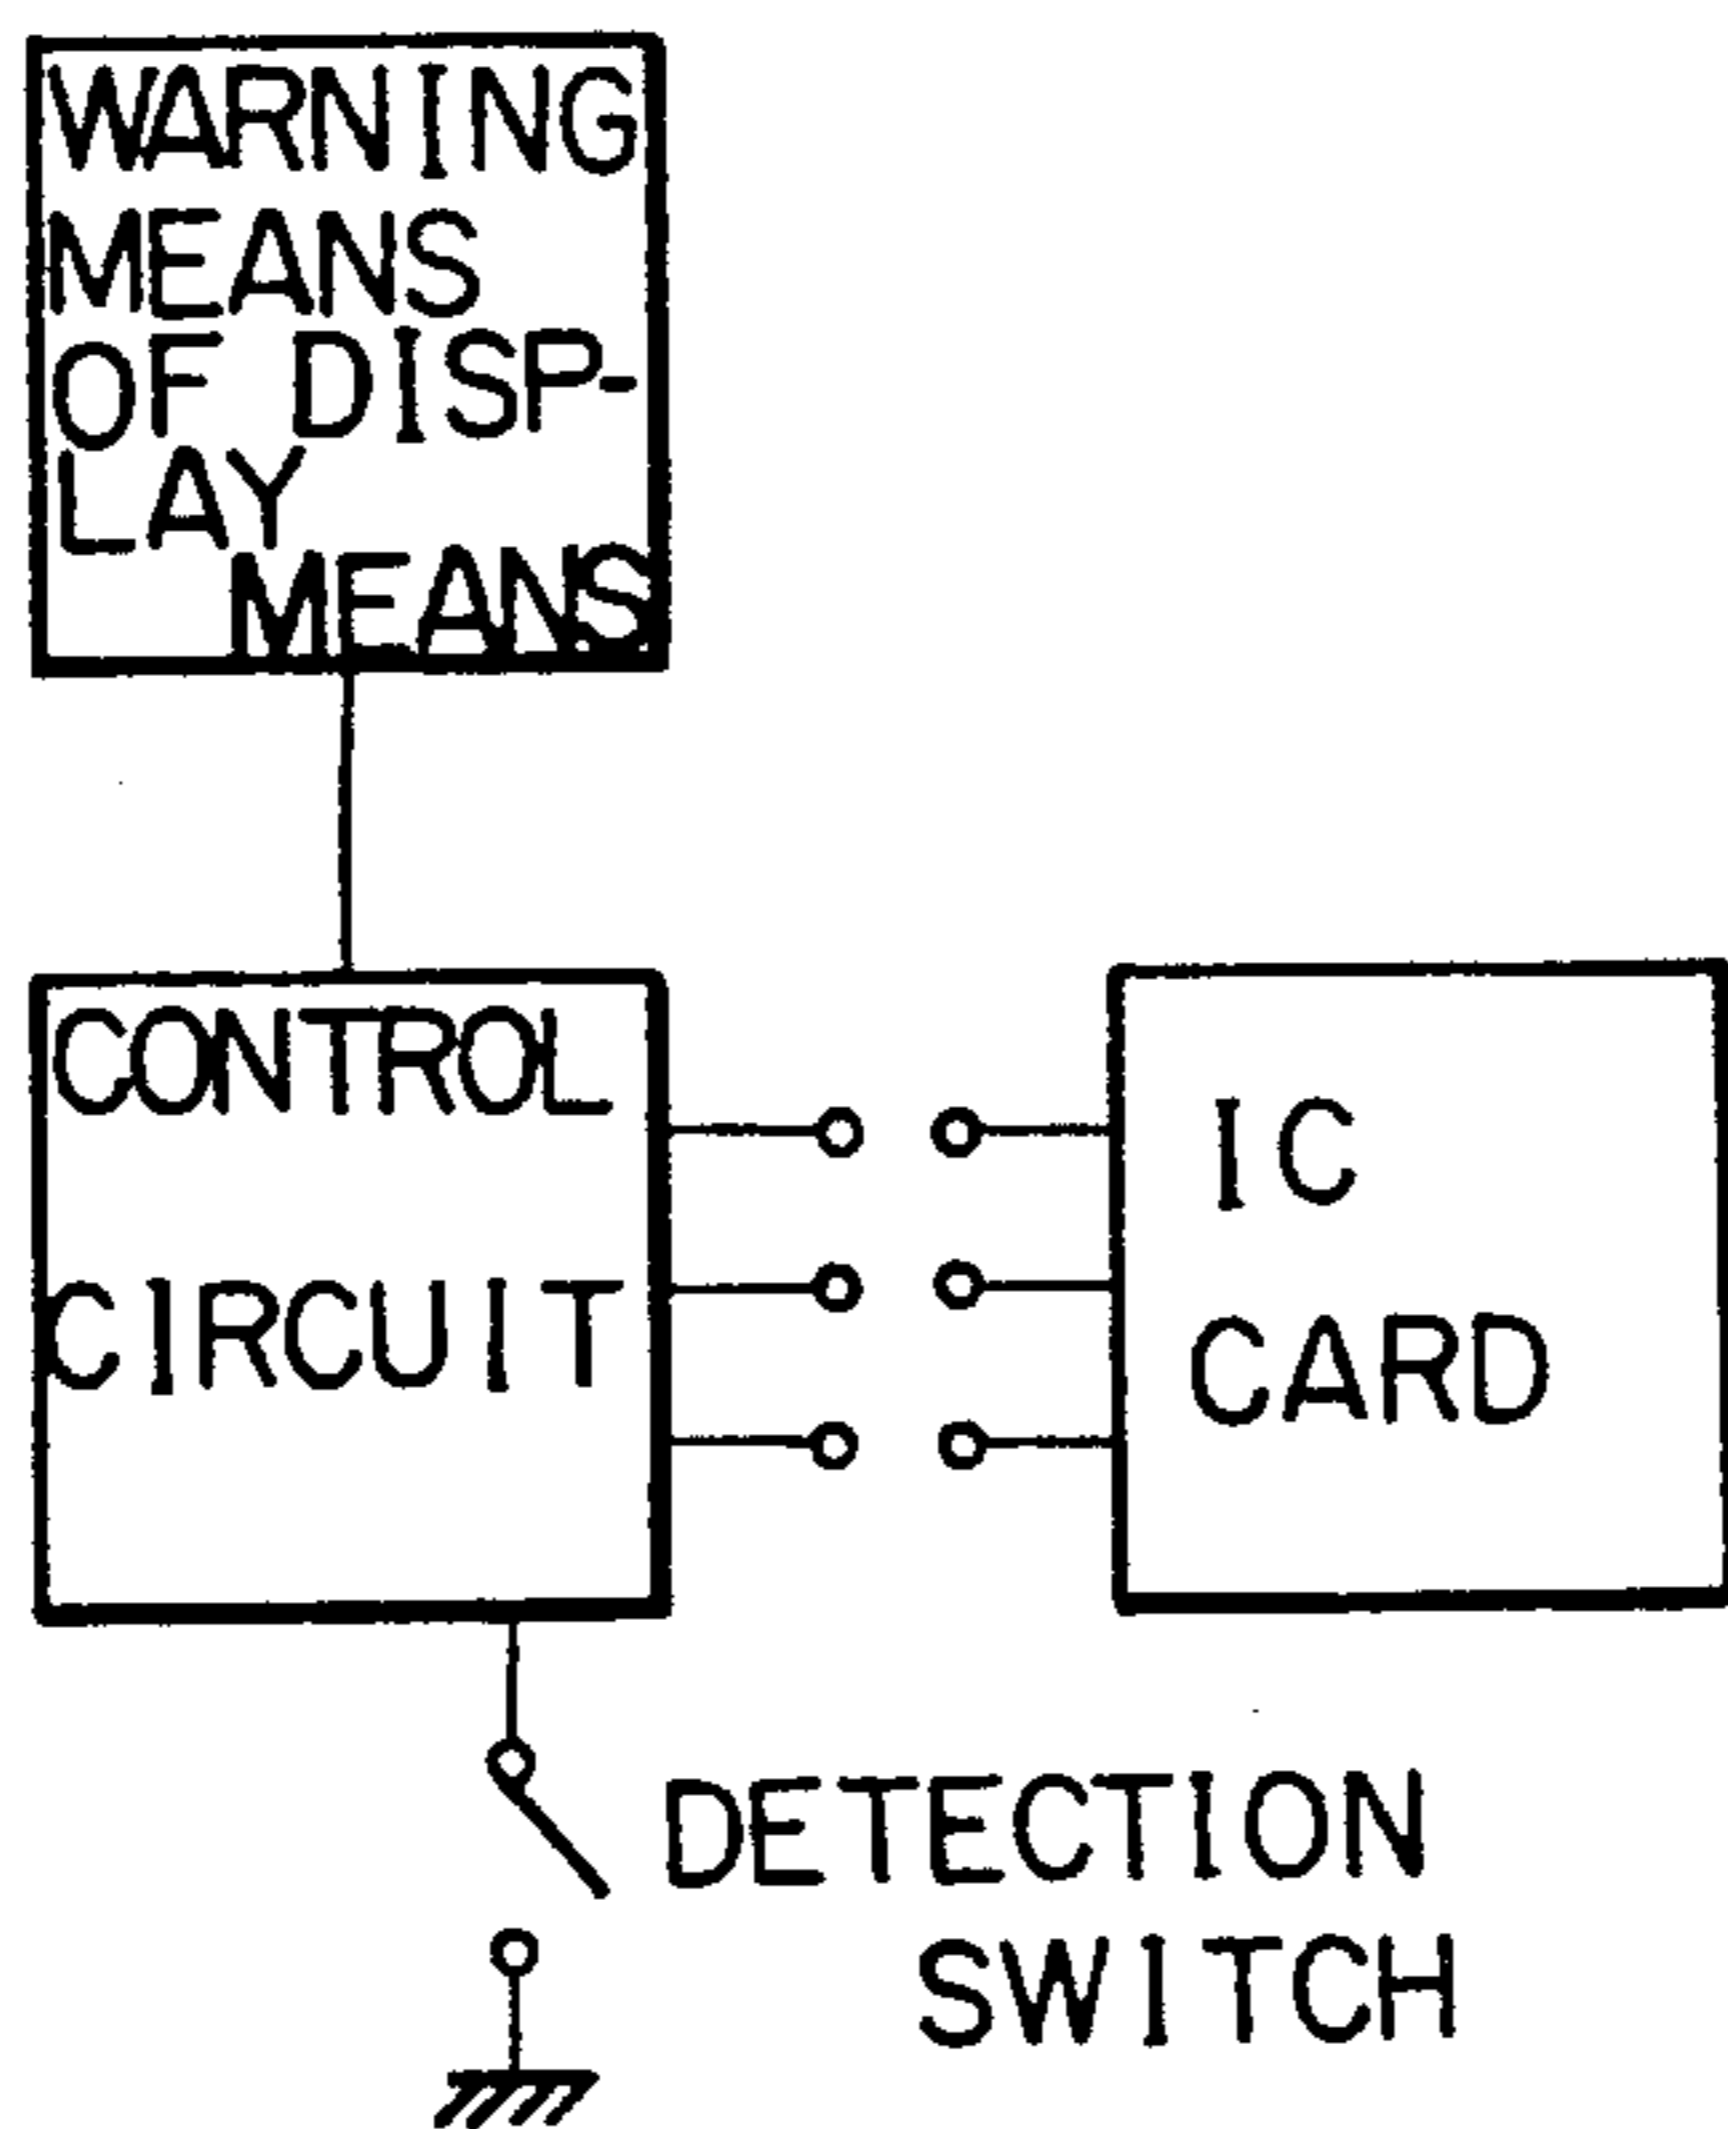 WARNING
MEANS
OF DISP-
LAY
MEANS
CONTROL
CIRCUIT
IC
CARD
DETECTION
SWITCH